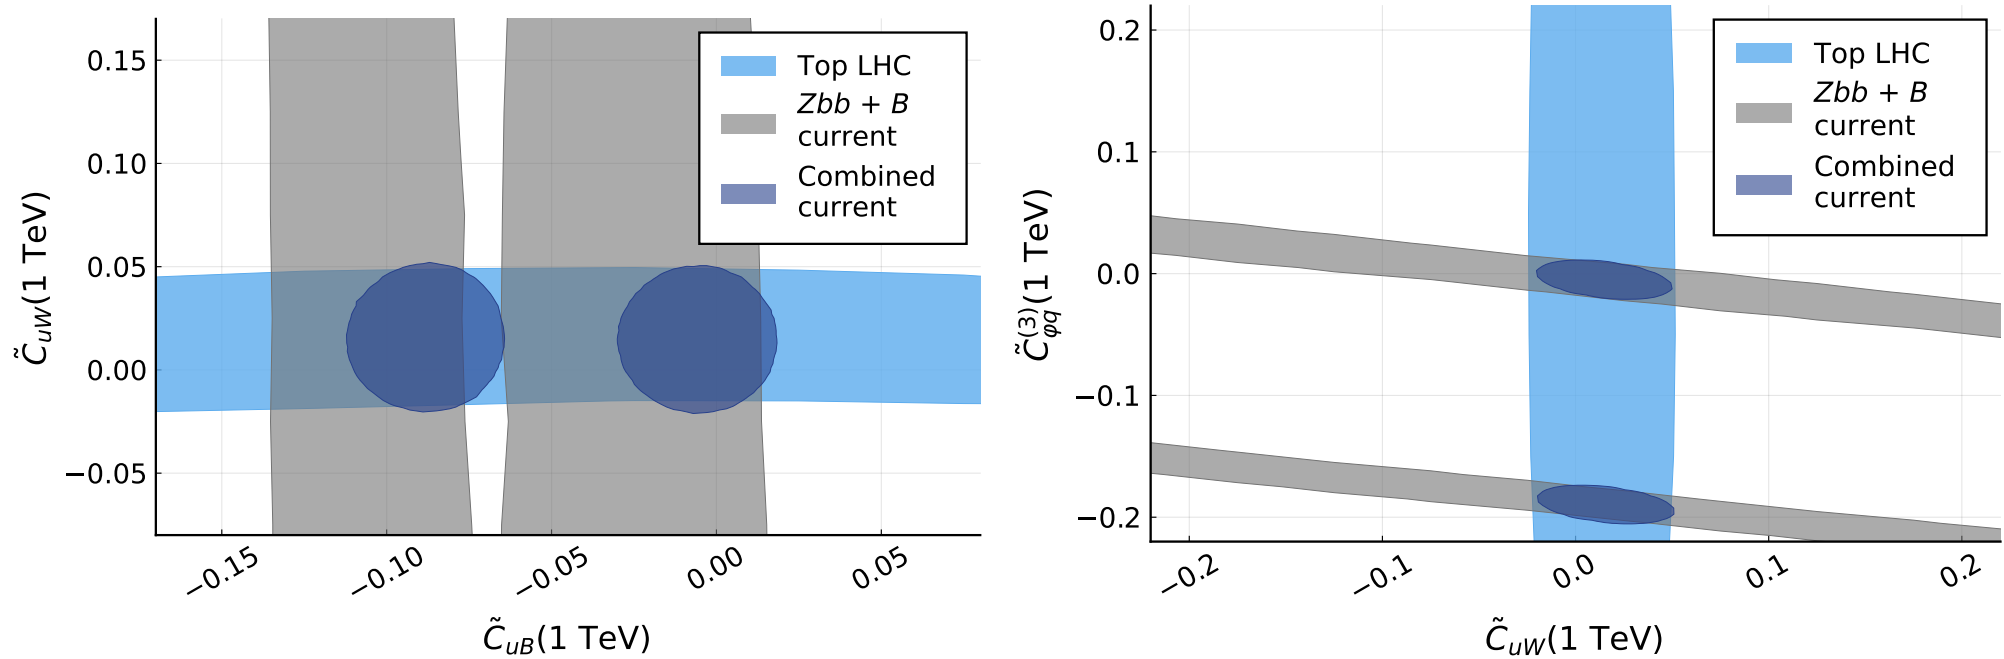 0.15
0.10
0.05
0.00
−0.05
C̃uW(1 TeV)
Top LHC
Zbb + B
current
Combined
current
−0.15
−0.10
−0.05
0.00
0.05
C̃uB(1 TeV)
0.2
0.1
0.0
−0.1
−0.2
C̃φq(3)(1 TeV)
Top LHC
Zbb + B
current
Combined
current
−0.2
−0.1
0.0
0.1
0.2
C̃uW(1 TeV)